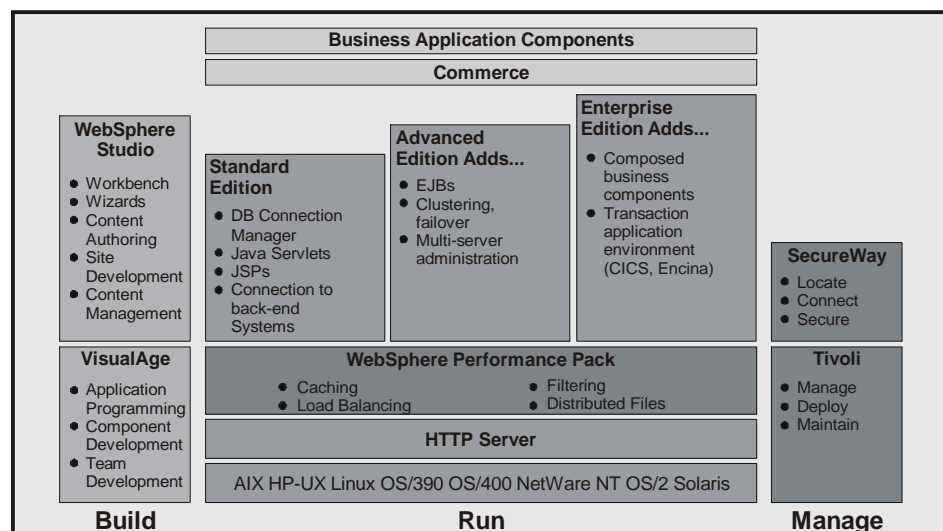 Business Application Components
Commerce
WebSphere
Studio
● Workbench
● Wizards
● Content
Authoring
● Site
Development
● Content
Management
VisualAge
● Application
Programming
● Component
Development
● Team
Development
Build
Standard
Edition
● DB Connection
Manager
● Java Servlets
● JSPs
● Connection to
back-end
Systems
Advanced
Edition Adds...
● EJBs
● Clustering,
failover
● Multi-server
administration
Enterprise
Edition Adds...
● Composed
business
components
● Transaction
application
environment
(CICS, Encina)
WebSphere Performance Pack
● Caching
● Load Balancing
● Filtering
● Distributed Files
HTTP Server
AIX HP-UX Linux OS/390 OS/400 NetWare NT OS/2 Solaris
Run
SecureWay
● Locate
● Connect
● Secure
Tivoli
● Manage
● Deploy
● Maintain
Manage